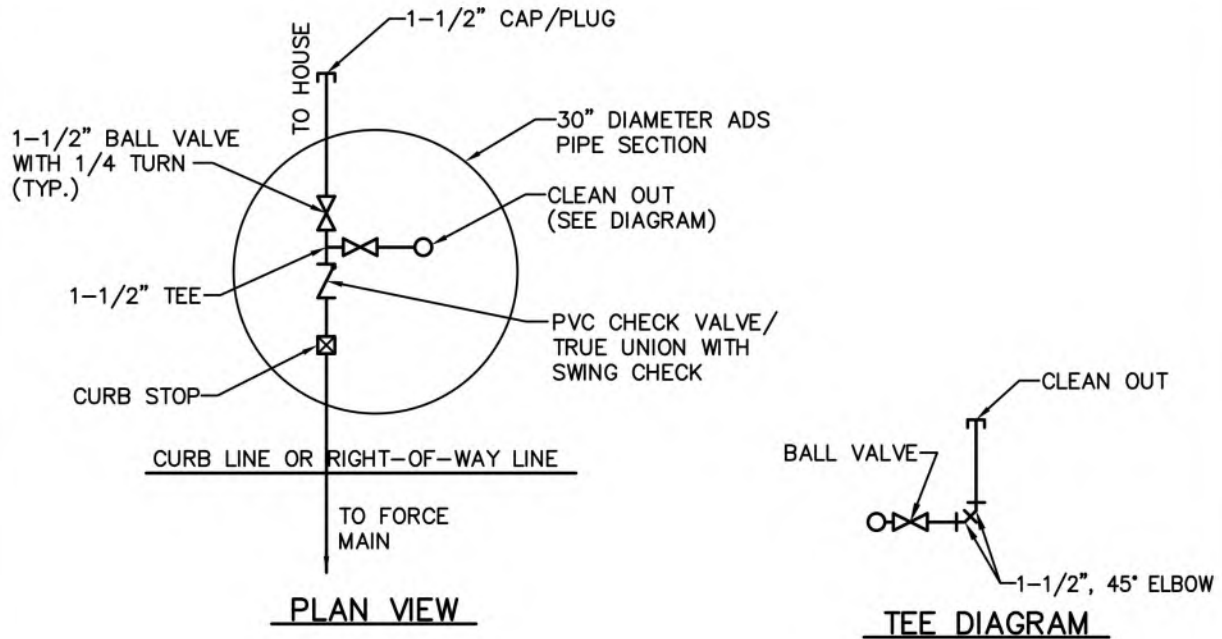 1-1/2" CAP/PLUG
TO HOUSE
30" DIAMETER ADS
PIPE SECTION
1-1/2" BALL VALVE
WITH 1/4 TURN
(TYP.)
CLEAN OUT
(SEE DIAGRAM)
1-1/2" TEE
PVC CHECK VALVE/
TRUE UNION WITH
SWING CHECK
CURB STOP
CURB LINE OR RIGHT-OF-WAY LINE
TO FORCE
MAIN
PLAN VIEW
CLEAN OUT
BALL VALVE
1-1/2", 45° ELBOW
TEE DIAGRAM